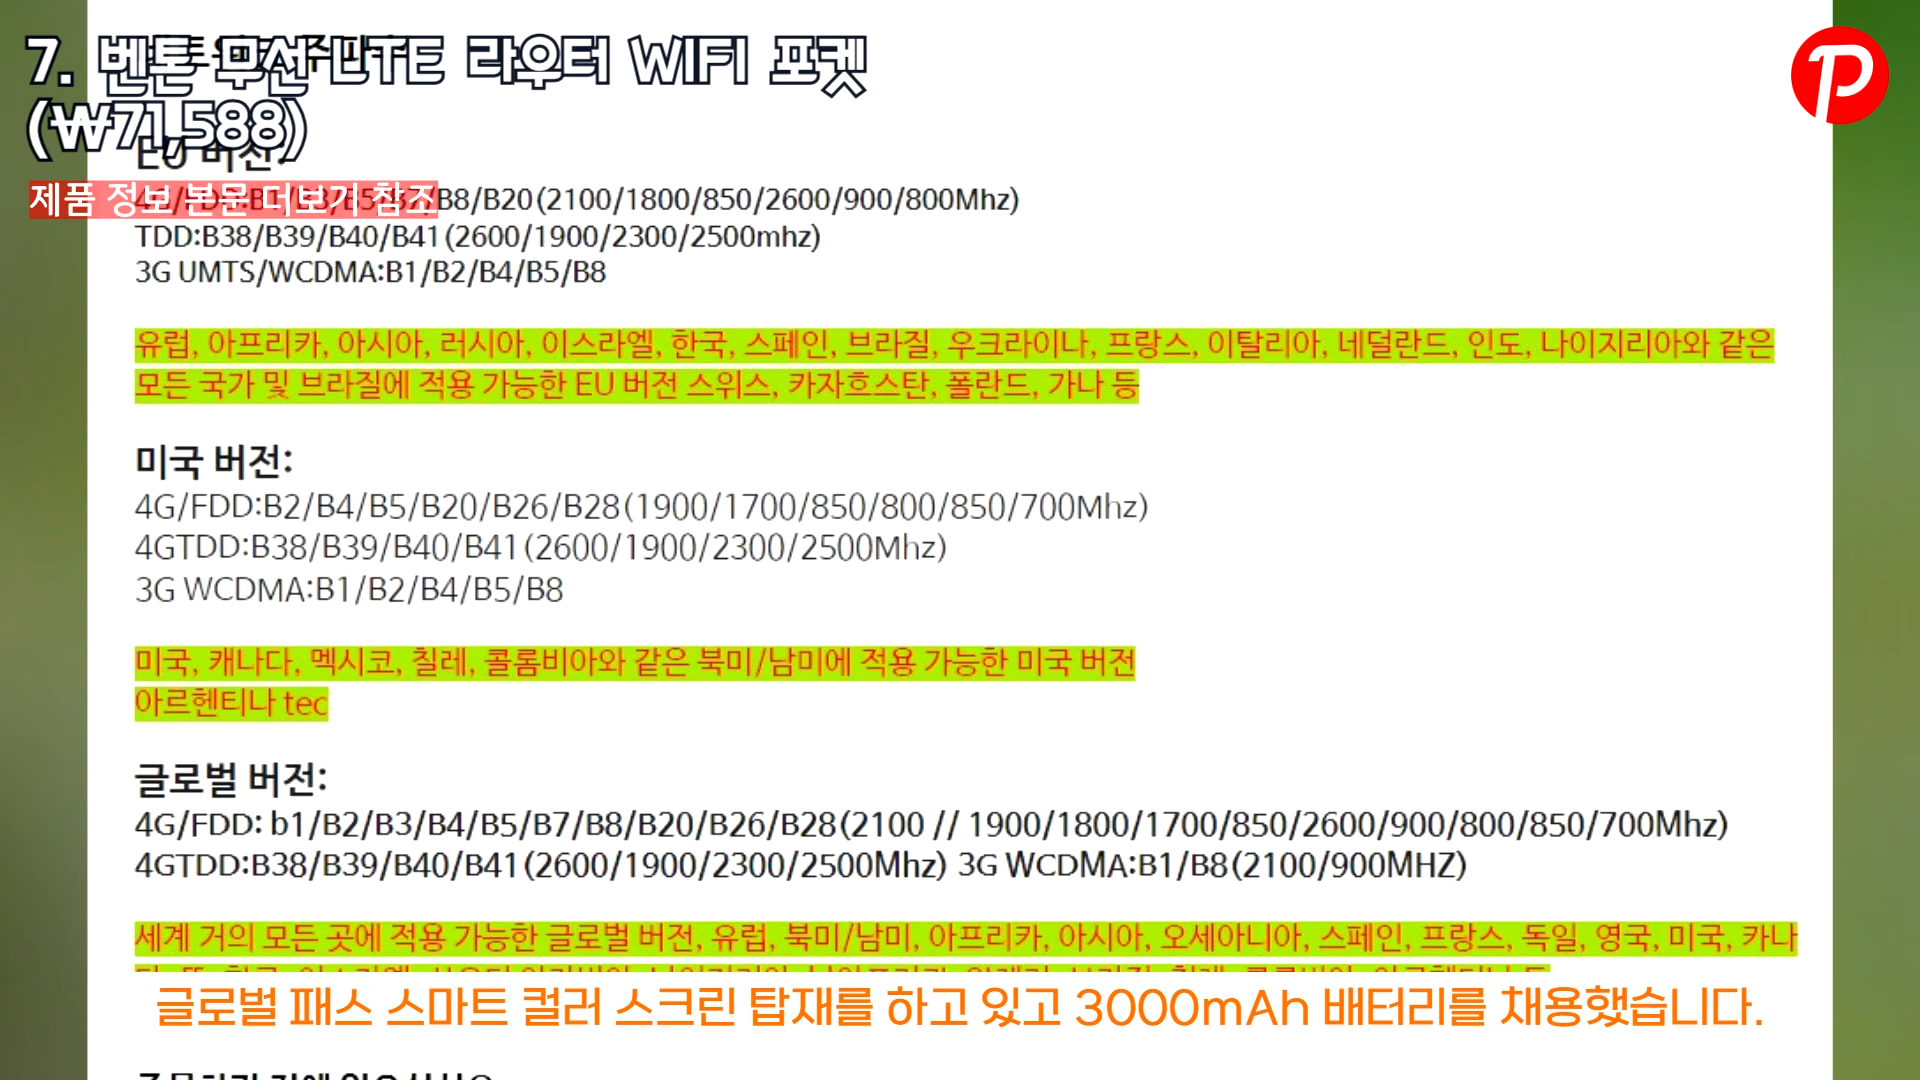 7. 벤톤 무선 LTE 라우터 WIFI 포켓
(₩71,588)
EU 버전:
제품 정보 본문 더보기 참조
/B8/B20(2100/1800/850/2600/900/800Mhz)
TDD:B38/B39/B40/B41(2600/1900/2300/2500mhz)
3G UMTS/WCDMA:B1/B2/B4/B5/B8
유럽, 아프리카, 아시아, 러시아, 이스라엘, 한국, 스페인, 브라질, 우크라이나, 프랑스, 이탈리아, 네덜란드, 인도, 나이지리아와 같은
모든 국가 및 브라질에 적용 가능한 EU 버전 스위스, 카자흐스탄, 폴란드, 가나 등
미국 버전:
4G/FDD:B2/B4/B5/B20/B26/B28(1900/1700/850/800/850/700Mhz)
4GTDD:B38/B39/B40/B41(2600/1900/2300/2500Mhz)
3G WCDMA:B1/B2/B4/B5/B8
미국, 캐나다, 멕시코, 칠레, 콜롬비아와 같은 북미/남미에 적용 가능한 미국 버전
아르헨티나 tec
글로벌 버전:
4G/FDD: b1/B2/B3/B4/B5/B7/B8/B20/B26/B28(2100 // 1900/1800/1700/850/2600/900/800/850/700Mhz)
4GTDD:B38/B39/B40/B41(2600/1900/2300/2500Mhz) 3G WCDMA:B1/B8(2100/900MHZ)
세계 거의 모든 곳에 적용 가능한 글로벌 버전, 유럽, 북미/남미, 아프리카, 아시아, 오세아니아, 스페인, 프랑스, 독일, 영국, 미국, 카나
글로벌 패스 스마트 컬러 스크린 탑재를 하고 있고 3000mAh 배터리를 채용했습니다.